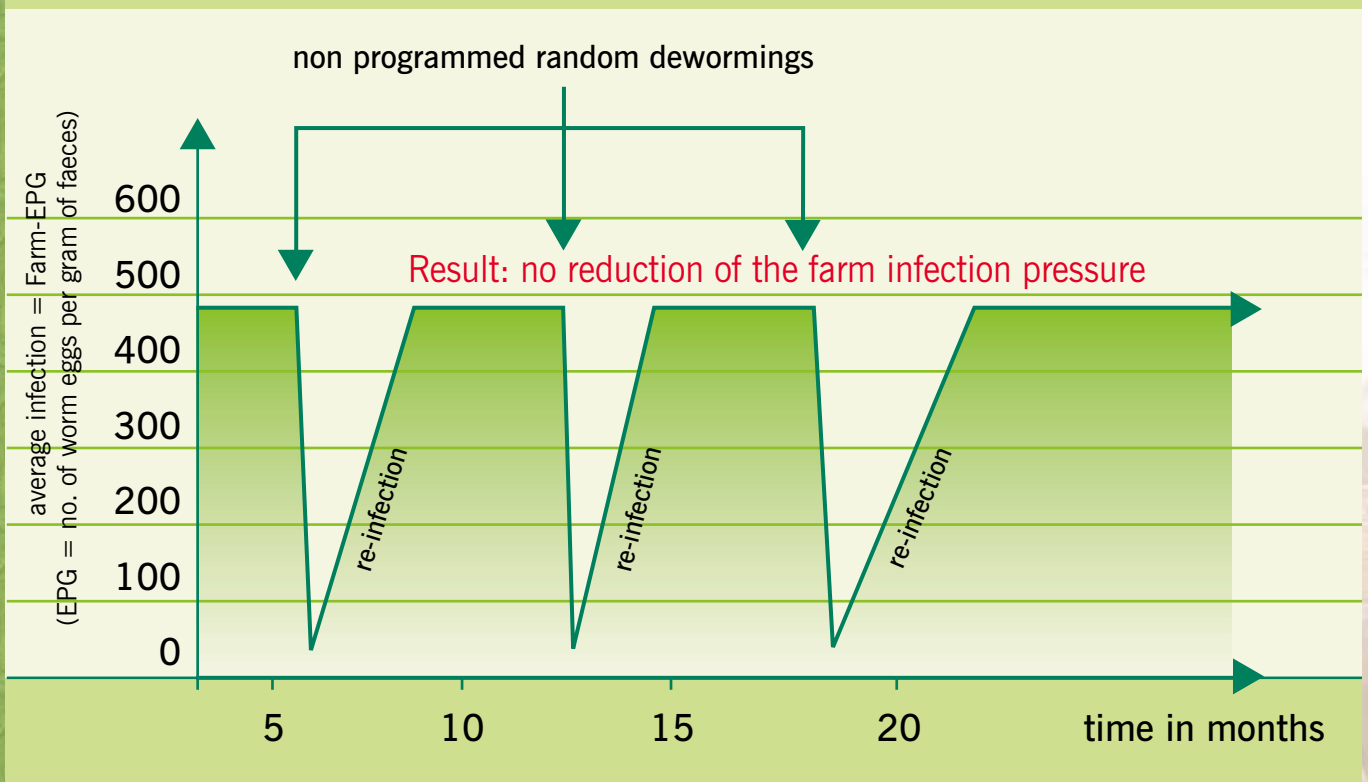 non programmed random dewormings
average infection = Farm-EPG
(EPG = no. of worm eggs per gram of faeces)
600
500
400
300
200
100
0
Result: no reduction of the farm infection pressure
re-infection
re-infection
re-infection
5
10
15
20
time in months